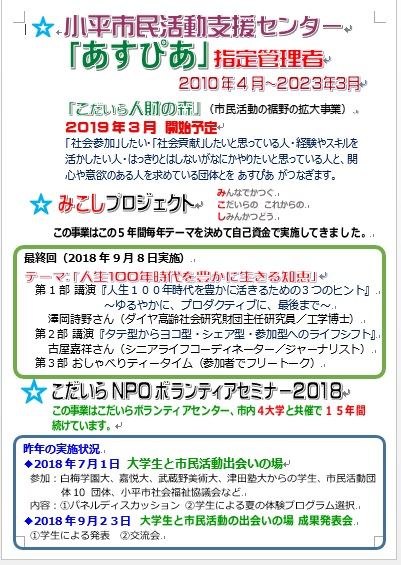 ☆ 小平市民活動支援センター
「あすぴあ」指定管理者
2010年4月~2023年3月
『こだいら人財の森』(市民活動の裾野の拡大事業)
2019年3月 開始予定
「社会参加」したい・「社会貢献」したいと思っている人・経験やスキルを
活かしたい人・はっきりとはしないがなにかやりたいと思っている人と、関
心や意欲のある人を求めている団体とを あすぴあ がつなぎます。
☆ みこしプロジェクト
みんなでかつぐ、
こだいらの これからの、
しみんかつどう、
この事業はこの5年間毎年テーマを決めて自己資金で実施してきました。
最終回(2018年9月8日実施)
テーマ:「人生100年時代を豊かに生きる知恵」
第1部 講演『人生100年時代を豊かに活きるための3つのヒント』
~ゆるやかに、プロダクティブに、最後まで~
澤岡詩野さん(ダイヤ高齢社会研究財団主任研究員/工学博士)
第2部 講演『タテ型からヨコ型・シェア型・参加型へのライフシフト』
古屋嘉祥さん(シニアライフコーディネーター/ジャーナリスト)
第3部 おしゃべりティータイム(参加者でフリートーク)
☆ こだいらNPOボランティアセミナー2018
この事業はこだいらボランティアセンター、市内4大学と共催で15年間
続けています。
昨年の実施状況
◆2018年7月1日 大学生と市民活動出会いの場
参加:白梅学園大、嘉悦大、武蔵野美術大、津田塾大からの学生、市民活動団
体10 団体、小平市社会福祉協議会など
内容:①パネルディスカッション ②学生による夏の体験プログラム選択
◆2018年9月23日 大学生と市民活動の出会いの場 成果発表会
①学生による発表 ②交流会